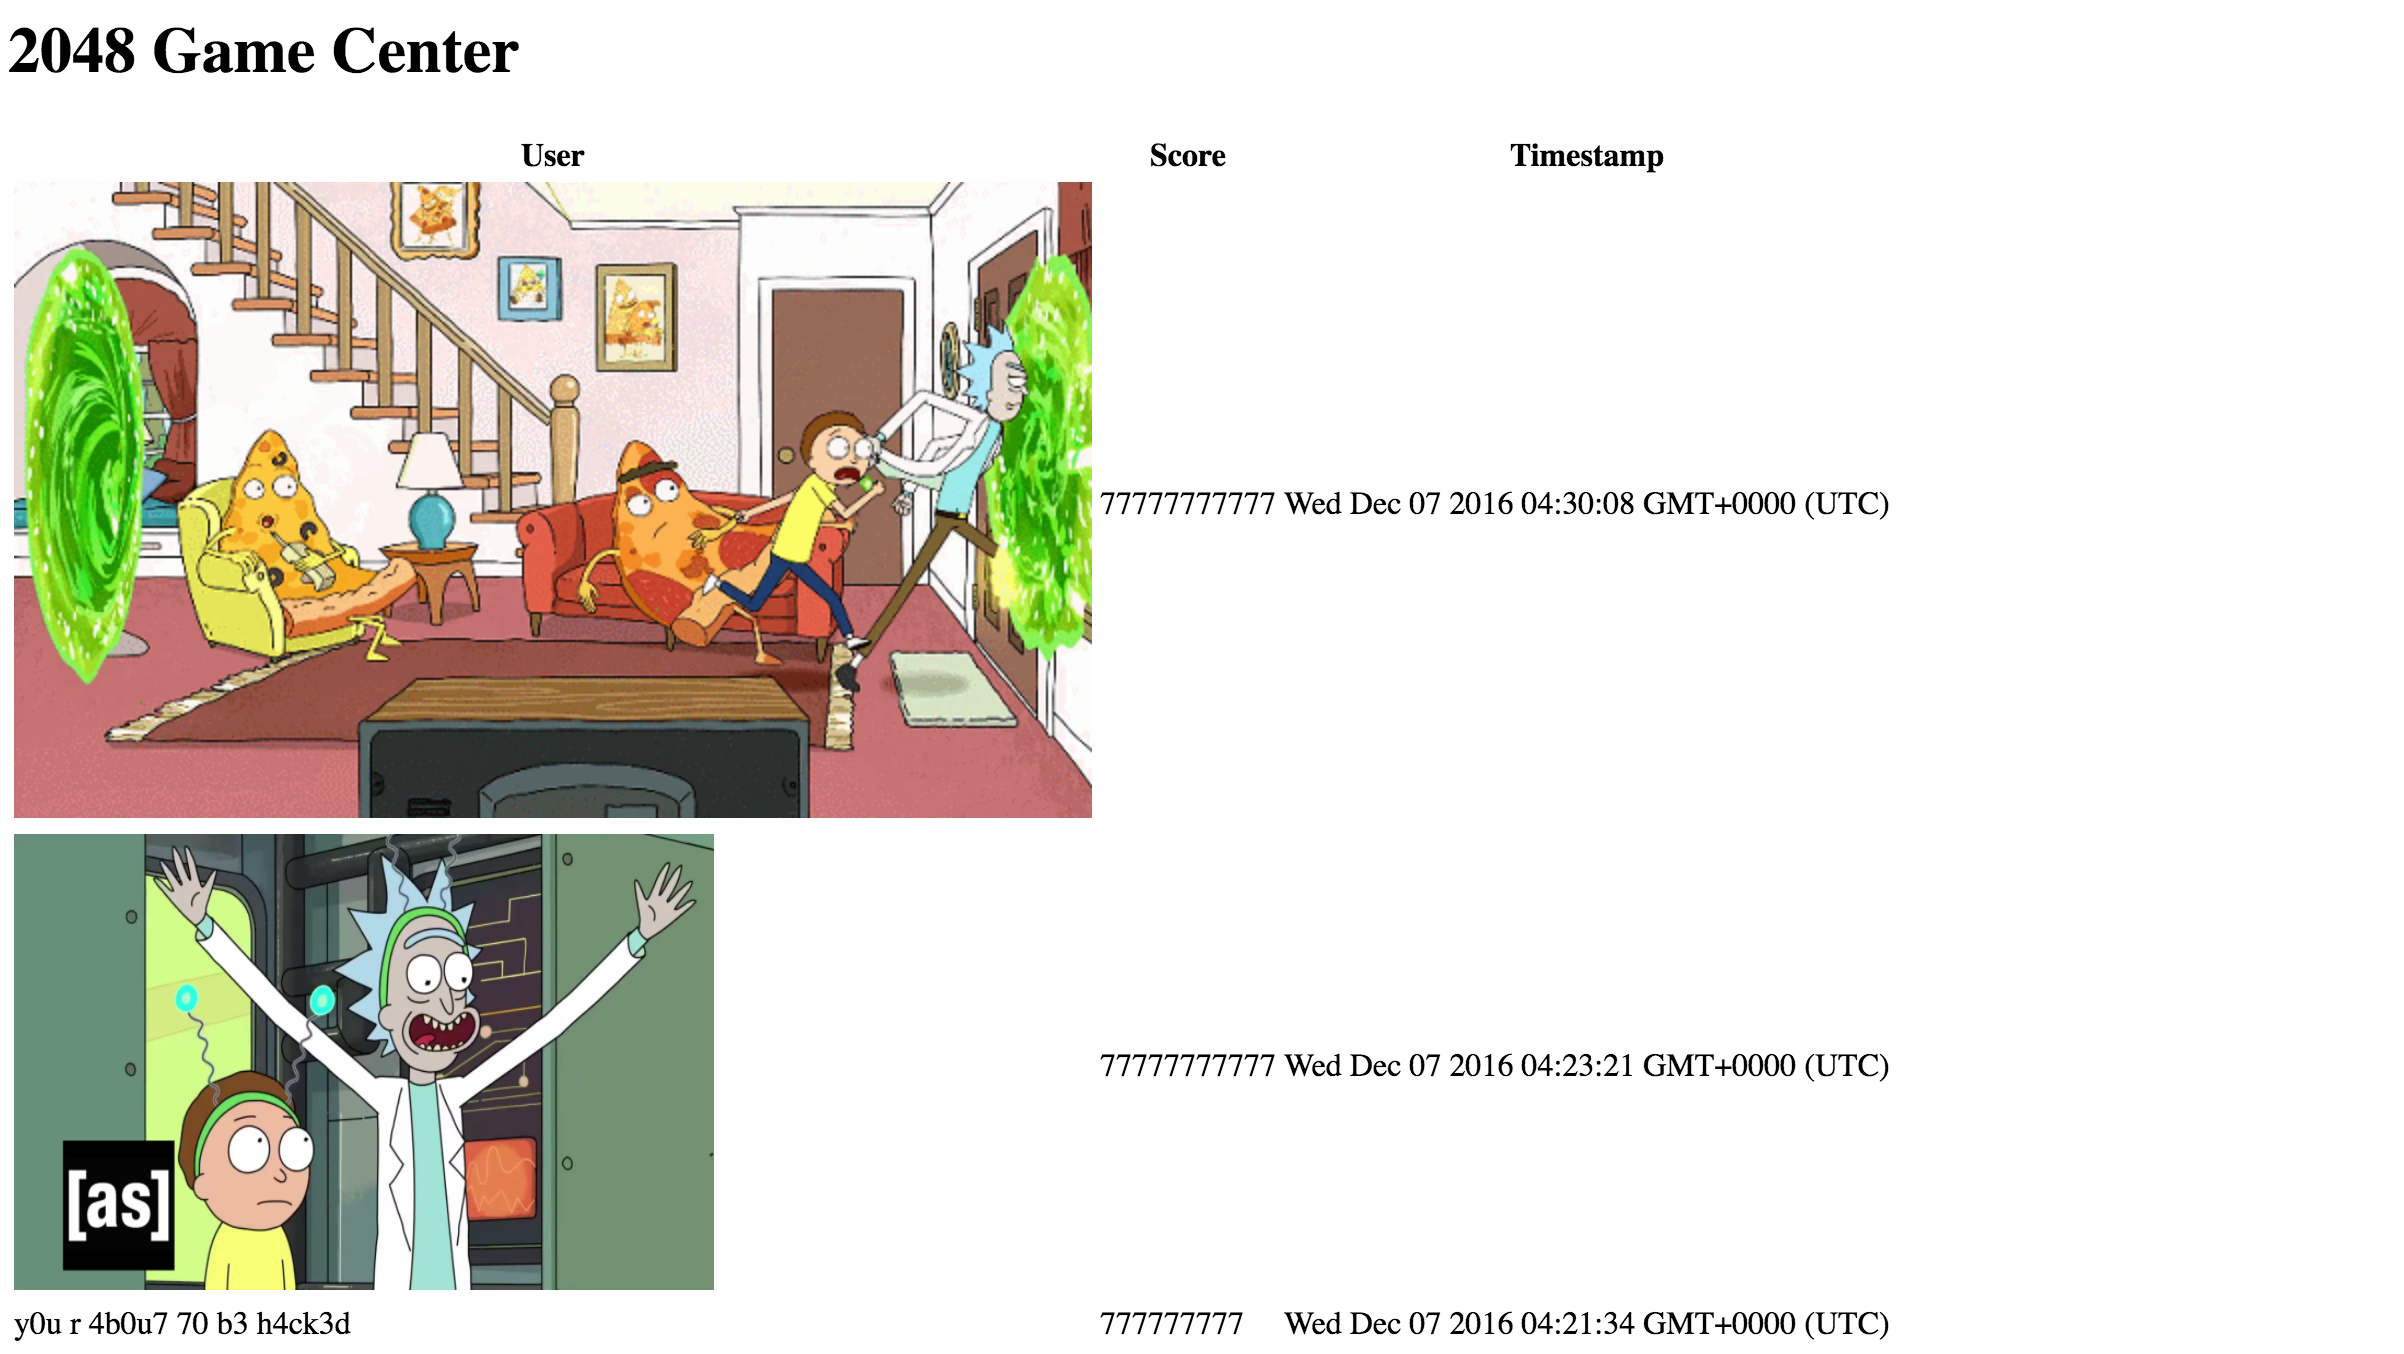 2048 Game Center
User Score Timestamp
77777777777 Wed Dec 07 2016 04:30:08 GMT+0000 (UTC)
77777777777 Wed Dec 07 2016 04:23:21 GMT+0000 (UTC)
[as]
y0u r 4b0u7 70 b3 h4ck3d 777777777 Wed Dec 07 2016 04:21:34 GMT+0000 (UTC)